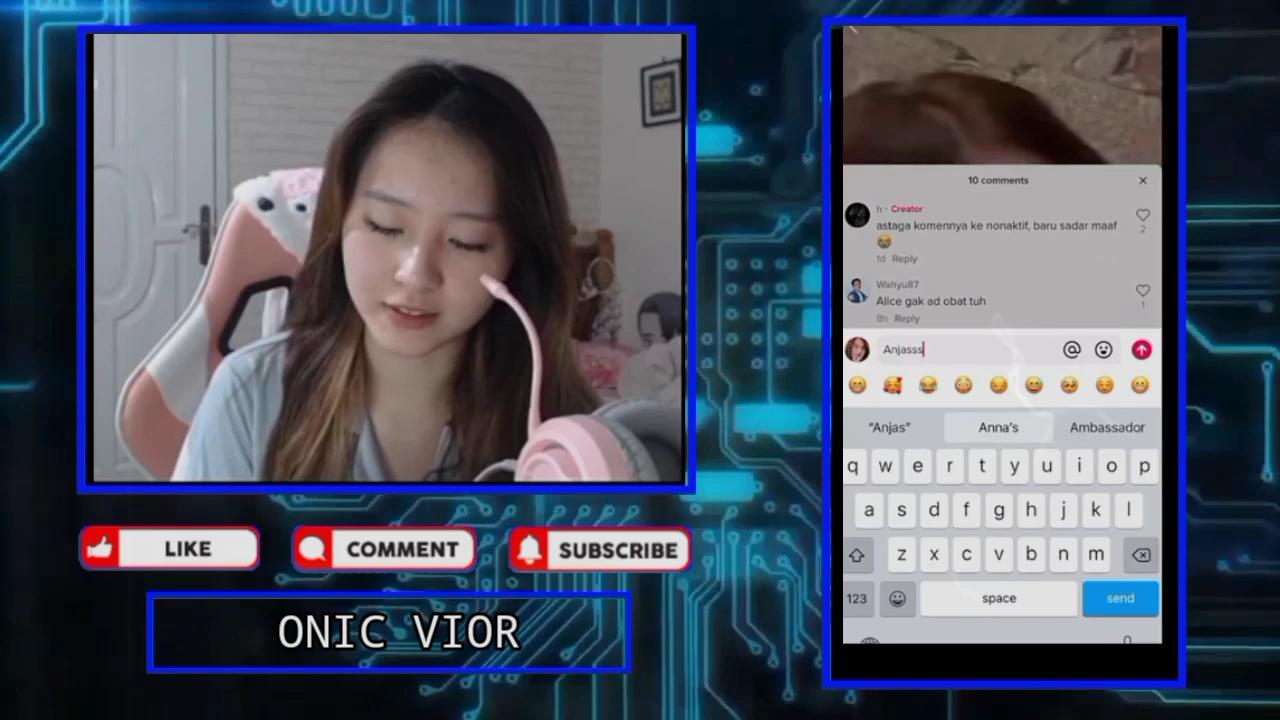 10 comments
h · Creator
astaga komennya ke nonaktif, baru sadar maaf
😭
2
1d Reply
Wahyu87
Alice gak ad obat tuh
1
8h Reply
Anjasss
@
“Anjas” Anna's Ambassador
q w e r t y u i o p
a s d f g h j k l
z x c v b n m
123 space send
LIKE COMMENT SUBSCRIBE
ONIC VIOR